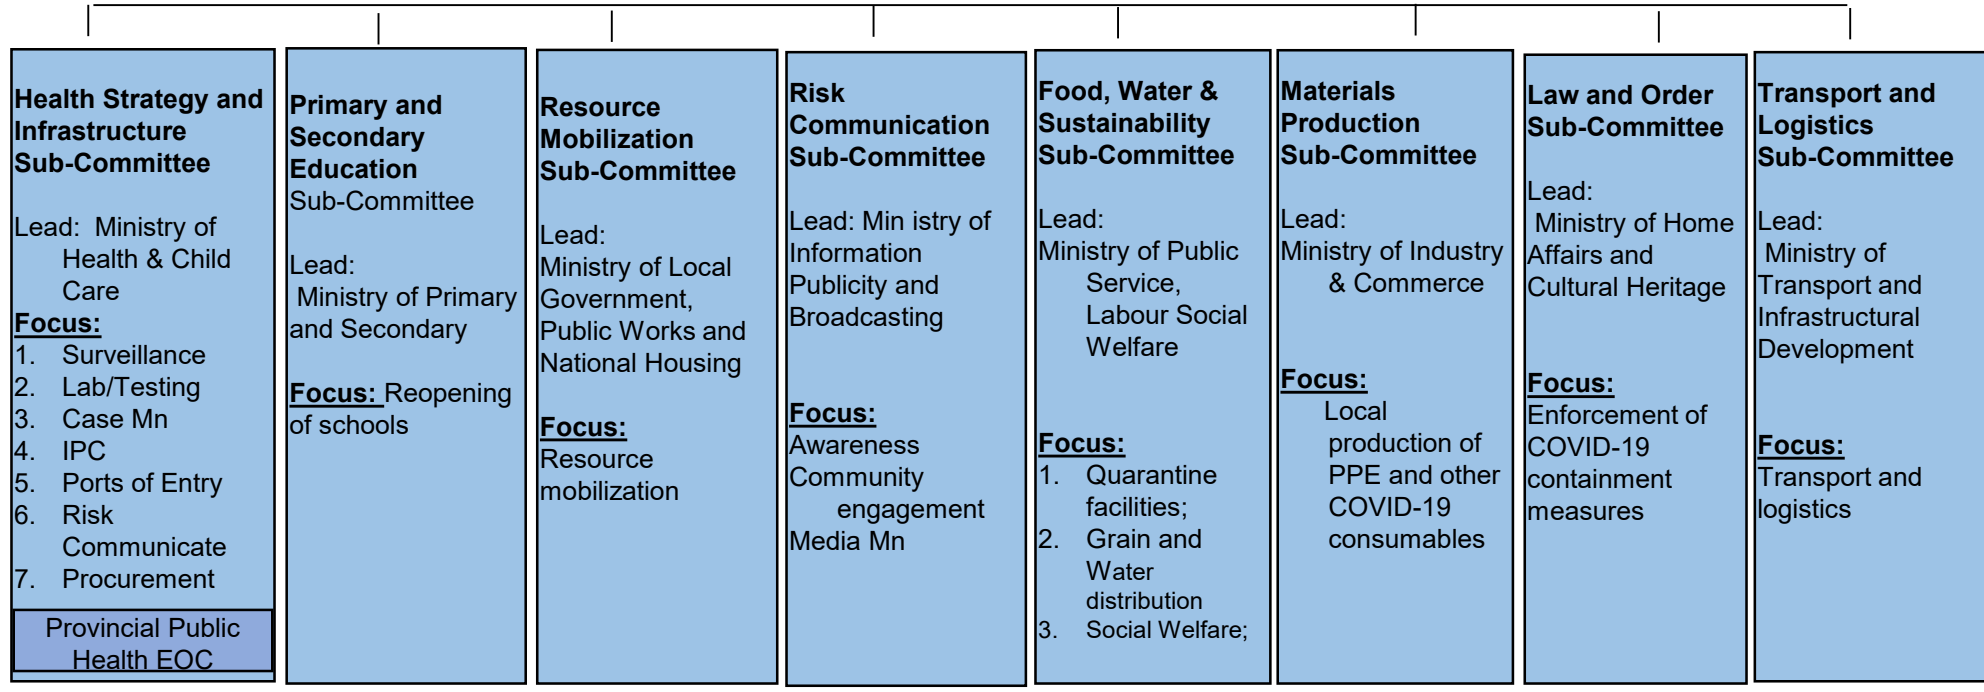 Health Strategy and
Infrastructure
Sub-Committee
Lead: Ministry of
Health & Child
Care
Focus:
1. Surveillance
2. Lab/Testing
3. Case Mn
4. IPC
5. Ports of Entry
6. Risk
Communicate
7. Procurement
Provincial Public
Health EOC
Primary and
Secondary
Education
Sub-Committee
Lead:
Ministry of Primary
and Secondary
Focus: Reopening
of schools
Resource
Mobilization
Sub-Committee
Lead:
Ministry of Local
Government,
Public Works and
National Housing
Focus:
Resource
mobilization
Risk
Communication
Sub-Committee
Lead: Min istry of
Information
Publicity and
Broadcasting
Focus:
Awareness
Community
engagement
Media Mn
Food, Water &
Sustainability
Sub-Committee
Lead:
Ministry of Public
Service,
Labour Social
Welfare
Focus:
1. Quarantine
facilities;
2. Grain and
Water
distribution
3. Social Welfare;
Materials
Production
Sub-Committee
Lead:
Ministry of Industry
& Commerce
Focus:
Local
production of
PPE and other
COVID-19
consumables
Law and Order
Sub-Committee
Lead:
Ministry of Home
Affairs and
Cultural Heritage
Focus:
Enforcement of
COVID-19
containment
measures
Transport and
Logistics
Sub-Committee
Lead:
Ministry of
Transport and
Infrastructural
Development
Focus:
Transport and
logistics